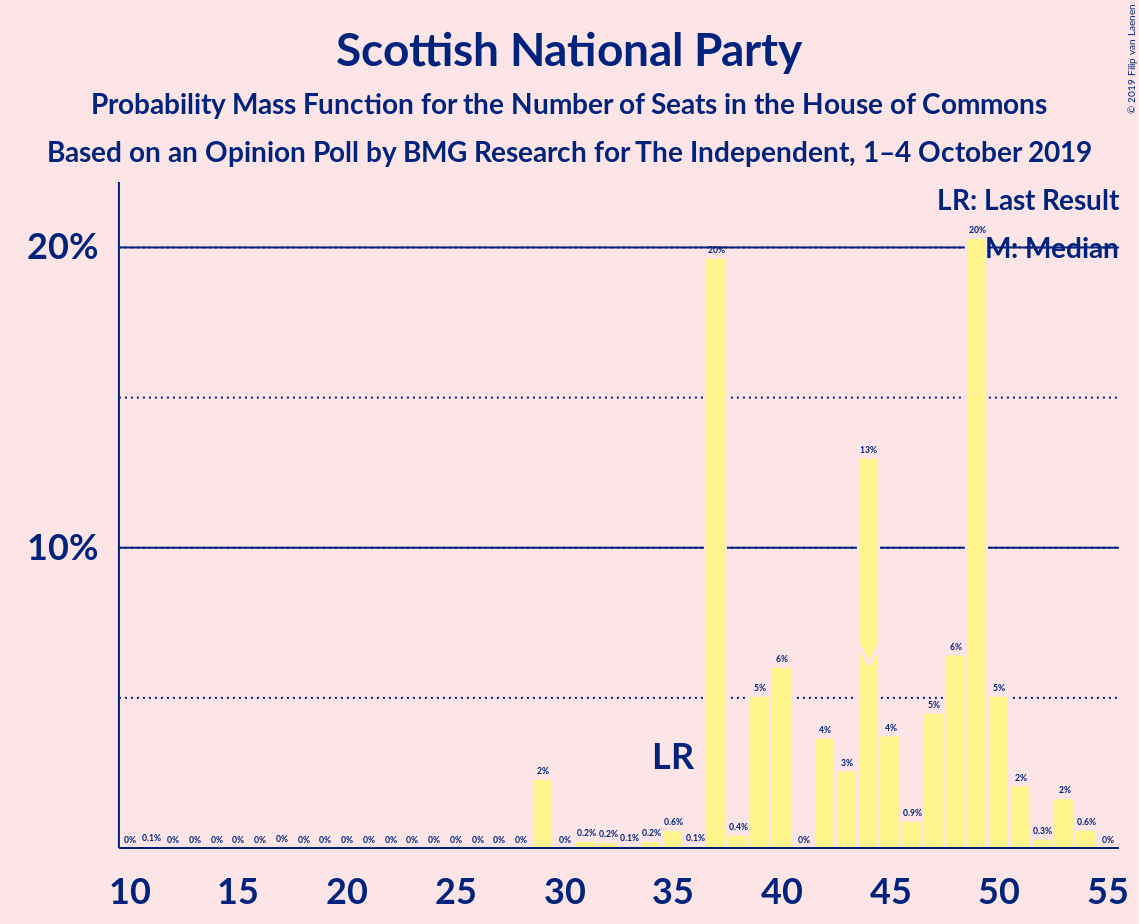 Scottish National Party
Probability Mass Function for the Number of Seats in the House of Commons
Based on an Opinion Poll by BMG Research for The Independent, 1–4 October 2019
© 2019 Filip van Laenen
LR: Last Result
M: Median
20%
10%
LR
0% 0.1% 0% 0% 0% 0% 0% 0% 0% 0% 0% 0% 0% 0% 0% 0% 0% 0% 0% 2% 0% 0.2% 0.2% 0.1% 0.2% 0.6% 0.1% 20% 0.4% 5% 6% 0% 4% 3% 13% 4% 0.9% 5% 6% 20% 5% 2% 0.3% 2% 0.6% 0%
10 15 20 25 30 35 40 45 50 55